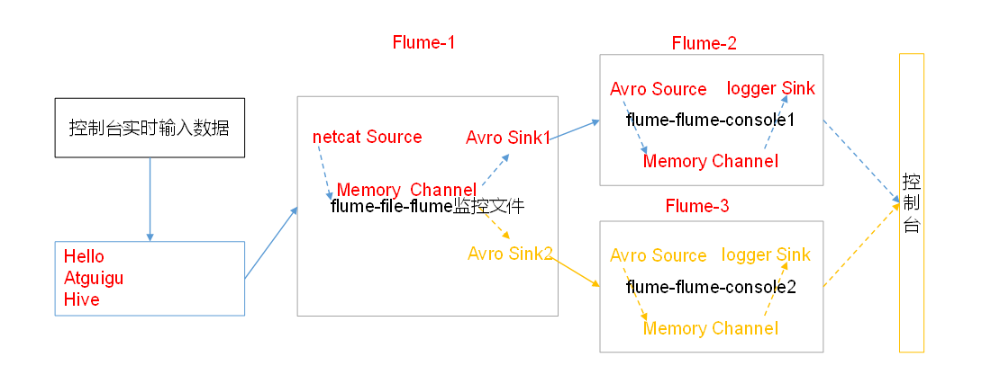 控制台实时输入数据
Hello
Atguigu
Hive
Flume-1
netcat Source
Avro Sink1
Memory Channel
flume-file-flume监控文件
Avro Sink2
Flume-2
Avro Source
logger Sink
flume-flume-console1
Memory Channel
Flume-3
Avro Source
logger Sink
flume-flume-console2
Memory Channel
控
制
台